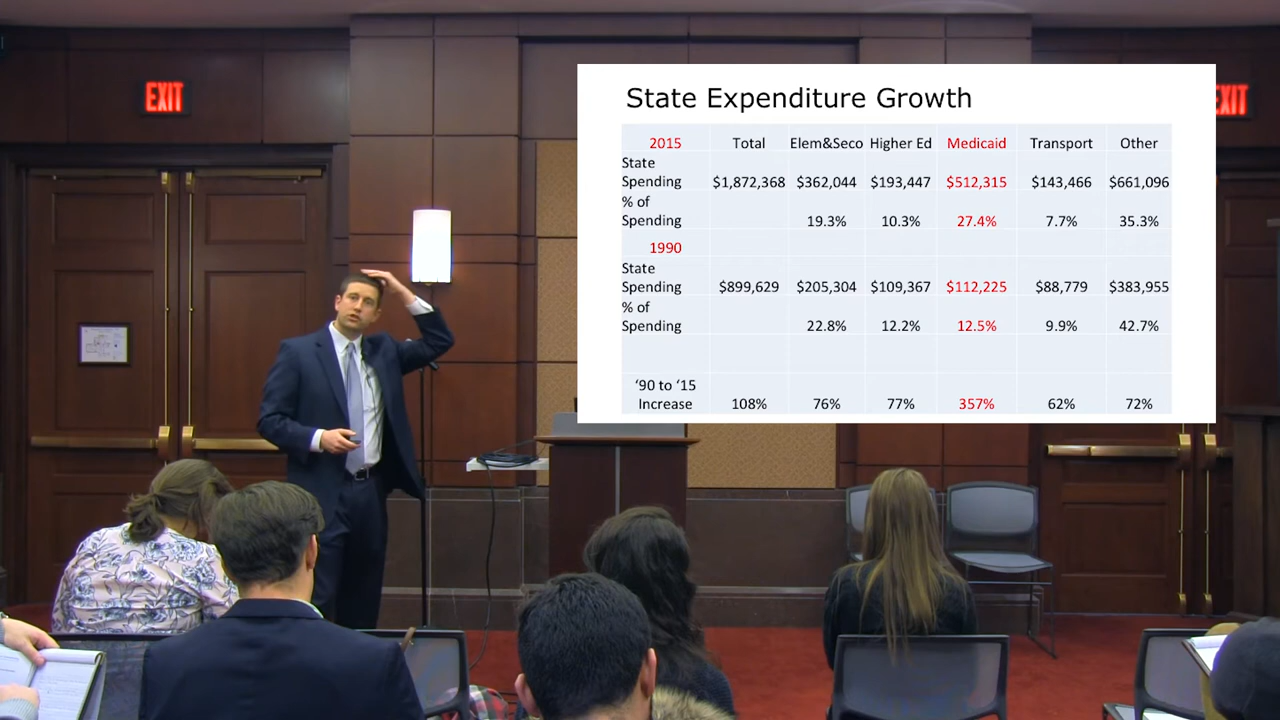 EXIT
EXIT
State Expenditure Growth
2015 Total Elem&Seco Higher Ed Medicaid Transport Other
State
Spending $1,872,368 $362,044 $193,447 $512,315 $143,466 $661,096
% of
Spending 19.3% 10.3% 27.4% 7.7% 35.3%
1990
State
Spending $899,629 $205,304 $109,367 $112,225 $88,779 $383,955
% of
Spending 22.8% 12.2% 12.5% 9.9% 42.7%
‘90 to ‘15
Increase 108% 76% 77% 357% 62% 72%